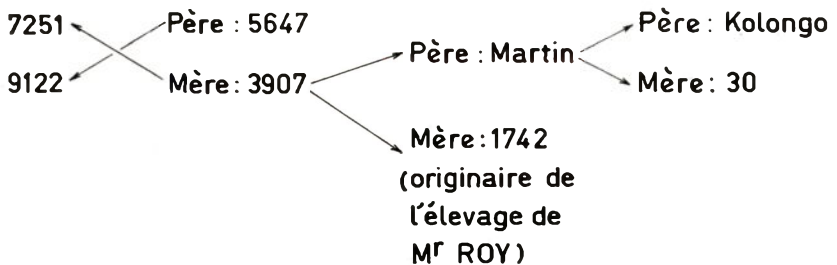 7251
9122
Père : 5647
Mère : 3907
Père : Martin
Mère : 1742
(originaire de
l'élevage de
Mr ROY)
Père : Kolongo
Mère : 30